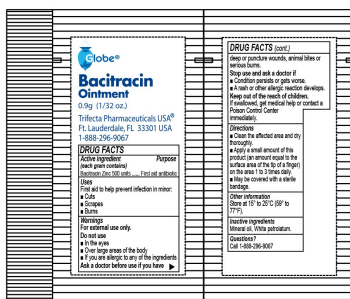 Globe®
Bacitracin
Ointment
0.9g (1/32 oz.)
Trifecta Pharmaceuticals USA®
Ft. Lauderdale, FL 33301 USA
1-888-296-9067
DRUG FACTS
Active ingredient Purpose
(each gram contains)
Bacitracin Zinc 500 units ..... First aid antibiotic
Uses
First aid to help prevent infection in minor:
■ Cuts
■ Scrapes
■ Burns
Warnings
For external use only.
Do not use
■ In the eyes
■ Over large areas of the body
■ If you are allergic to any of the ingredients
Ask a doctor before use if you have ▶
DRUG FACTS (cont.)
deep or puncture wounds, animal bites or
serious burns.
Stop use and ask a doctor if
■ Condition persists or gets worse.
■ A rash or other allergic reaction develops.
Keep out of the reach of children.
If swallowed, get medical help or contact a
Poison Control Center
immediately.
Directions
■ Clean the affected area and dry
thoroughly.
■ Apply a small amount of this
product (an amount equal to the
surface area of the tip of a finger)
on the area 1 to 3 times daily.
■ May be covered with a sterile
bandage.
Other information
Store at 15° to 25°C (59° to
77°F).
Inactive ingredients
Mineral oil, White petrolatum.
Questions?
Call 1-888-296-9067